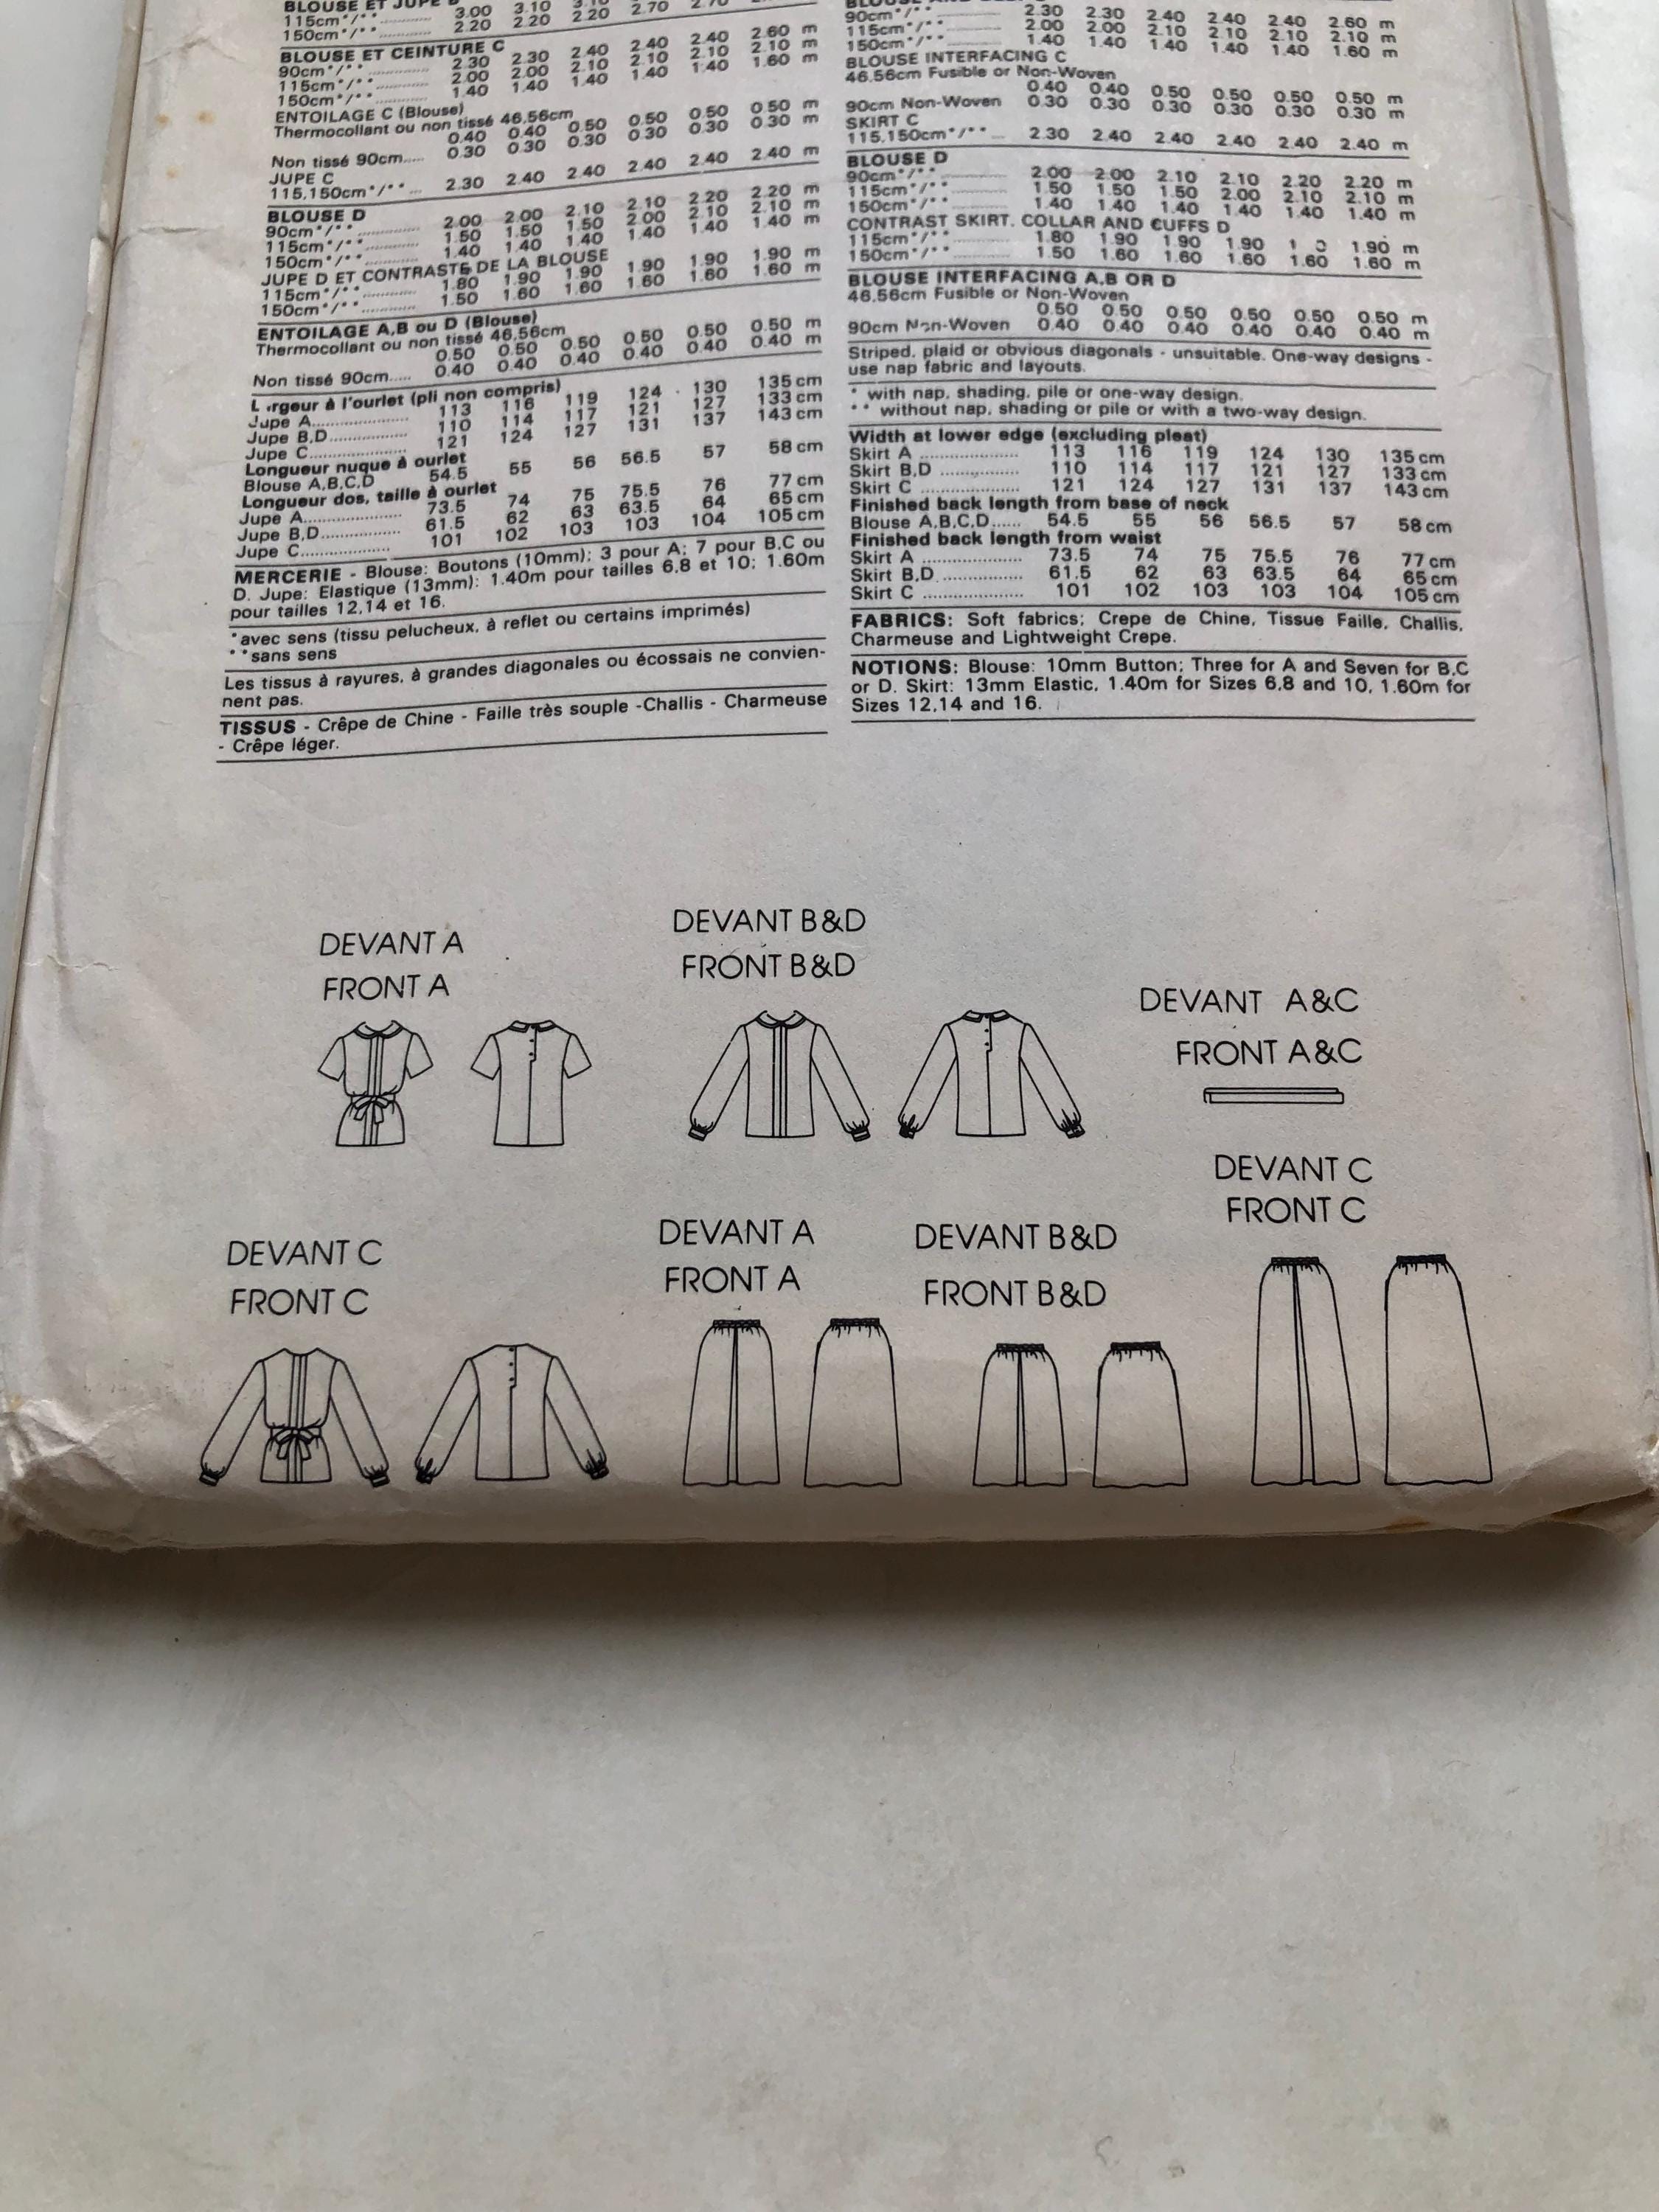 BLOUSE ET JUPE B
115cm*/** 3.00 3.10 3.10
150cm*/** 2.20 2.20 2.20 2.70 2.70
BLOUSE ET CEINTURE C
90cm*/** 2.30 2.30 2.40 2.40 2.40 2.60 m
115cm*/** 2.00 2.00 2.10 2.10 2.10 2.10 m
150cm*/** 1.40 1.40 1.40 1.40 1.40 1.60 m
ENTOILAGE C (Blouse)
Thermocollant ou non tissé 46,56cm
0.40 0.40 0.50 0.50 0.50 0.50 m
Non tissé 90cm..... 0.30 0.30 0.30 0.30 0.30 0.30 m
JUPE C
115,150cm*/** ... 2.30 2.40 2.40 2.40 2.40 2.40 m
BLOUSE D
90cm*/** 2.00 2.00 2.10 2.10 2.20 2.20 m
115cm*/** 1.50 1.50 1.50 2.00 2.10 2.10 m
150cm*/** 1.40 1.40 1.40 1.40 1.40 1.40 m
JUPE D ET CONTRASTE DE LA BLOUSE
115cm*/** 1.80 1.90 1.90 1.90 1.90 1.90 m
150cm*/** 1.50 1.60 1.60 1.60 1.60 1.60 m
ENTOILAGE A,B ou D (Blouse)
Thermocollant ou non tissé 46,56cm
0.50 0.50 0.50 0.50 0.50 0.50 m
Non tissé 90cm..... 0.40 0.40 0.40 0.40 0.40 0.40 m
L rgeur à l'ourlet (pli non compris)
Jupe A 113 116 119 124 130 135 cm
Jupe B,D 110 114 117 121 127 133 cm
Jupe C 121 124 127 131 137 143 cm
Longueur nuque à ourlet
Blouse A,B,C,D 54.5 55 56 56.5 57 58 cm
Longueur dos, taille à ourlet
Jupe A 73.5 74 75 75.5 76 77 cm
Jupe B,D 61.5 62 63 63.5 64 65 cm
Jupe C 101 102 103 103 104 105 cm
MERCERIE - Blouse: Boutons (10mm): 3 pour A; 7 pour B,C ou
D. Jupe: Elastique (13mm): 1.40m pour tailles 6,8 et 10; 1.60m
pour tailles 12,14 et 16.
*avec sens (tissu pelucheux, à reflet ou certains imprimés)
**sans sens
Les tissus à rayures, à grandes diagonales ou écossais ne convien-
nent pas.
TISSUS - Crêpe de Chine - Faille très souple -Challis - Charmeuse
- Crêpe léger.
90cm*/** 2.30 2.30 2.40 2.40 2.40 2.60 m
115cm*/** 2.00 2.00 2.10 2.10 2.10 2.10 m
150cm*/** 1.40 1.40 1.40 1.40 1.40 1.60 m
BLOUSE INTERFACING C
46,56cm Fusible or Non-Woven
0.40 0.40 0.50 0.50 0.50 0.50 m
90cm Non-Woven 0.30 0.30 0.30 0.30 0.30 0.30 m
SKIRT C
115,150cm*/** ... 2.30 2.40 2.40 2.40 2.40 2.40 m
BLOUSE D
90cm*/** 2.00 2.00 2.10 2.10 2.20 2.20 m
115cm*/** 1.50 1.50 1.50 2.00 2.10 2.10 m
150cm*/** 1.40 1.40 1.40 1.40 1.40 1.40 m
CONTRAST SKIRT, COLLAR AND CUFFS D
115cm*/** 1.80 1.90 1.90 1.90 1.90 m
150cm*/** 1.50 1.60 1.60 1.60 1.60 1.60 m
BLOUSE INTERFACING A,B OR D
46,56cm Fusible or Non-Woven
0.50 0.50 0.50 0.50 0.50 0.50 m
90cm Non-Woven 0.40 0.40 0.40 0.40 0.40 0.40 m
Striped, plaid or obvious diagonals - unsuitable. One-way designs -
use nap fabric and layouts.
* with nap, shading, pile or one-way design.
** without nap, shading or pile or with a two-way design.
Width at lower edge (excluding pleat)
Skirt A 113 116 119 124 130 135 cm
Skirt B,D 110 114 117 121 127 133 cm
Skirt C 121 124 127 131 137 143 cm
Finished back length from base of neck
Blouse A,B,C,D 54.5 55 56 56.5 57 58 cm
Finished back length from waist
Skirt A 73.5 74 75 75.5 76 77 cm
Skirt B,D 61.5 62 63 63.5 64 65 cm
Skirt C 101 102 103 103 104 105 cm
FABRICS: Soft fabrics; Crepe de Chine, Tissue Faille, Challis,
Charmeuse and Lightweight Crepe.
NOTIONS: Blouse: 10mm Button; Three for A and Seven for B,C
or D. Skirt: 13mm Elastic, 1.40m for Sizes 6,8 and 10, 1.60m for
Sizes 12,14 and 16.
DEVANT A
FRONT A
DEVANT B&D
FRONT B&D
DEVANT A&C
FRONT A&C
DEVANT C
FRONT C
DEVANT A
FRONT A
DEVANT B&D
FRONT B&D
DEVANT C
FRONT C